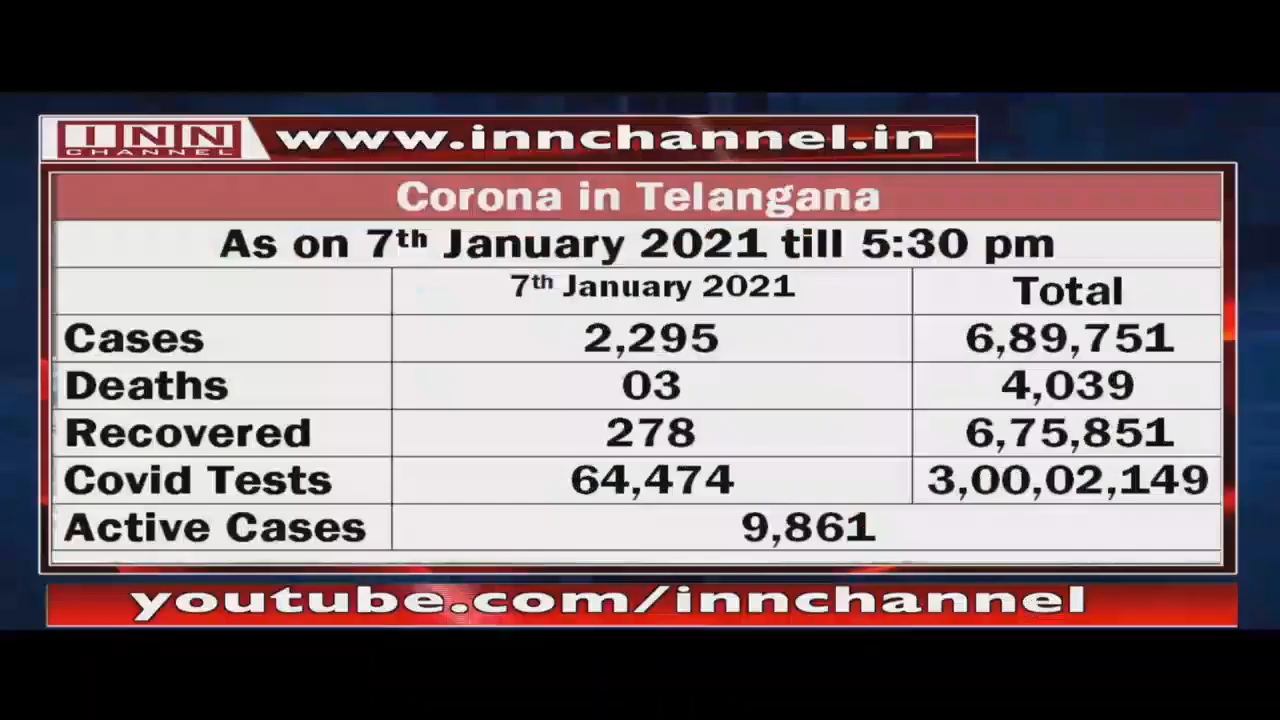 INN
CHANNEL
www.innchannel.in
Corona in Telangana
As on 7th January 2021 till 5:30 pm
7th January 2021 Total
Cases 2,295 6,89,751
Deaths 03 4,039
Recovered 278 6,75,851
Covid Tests 64,474 3,00,02,149
Active Cases 9,861
youtube.com/innchannel